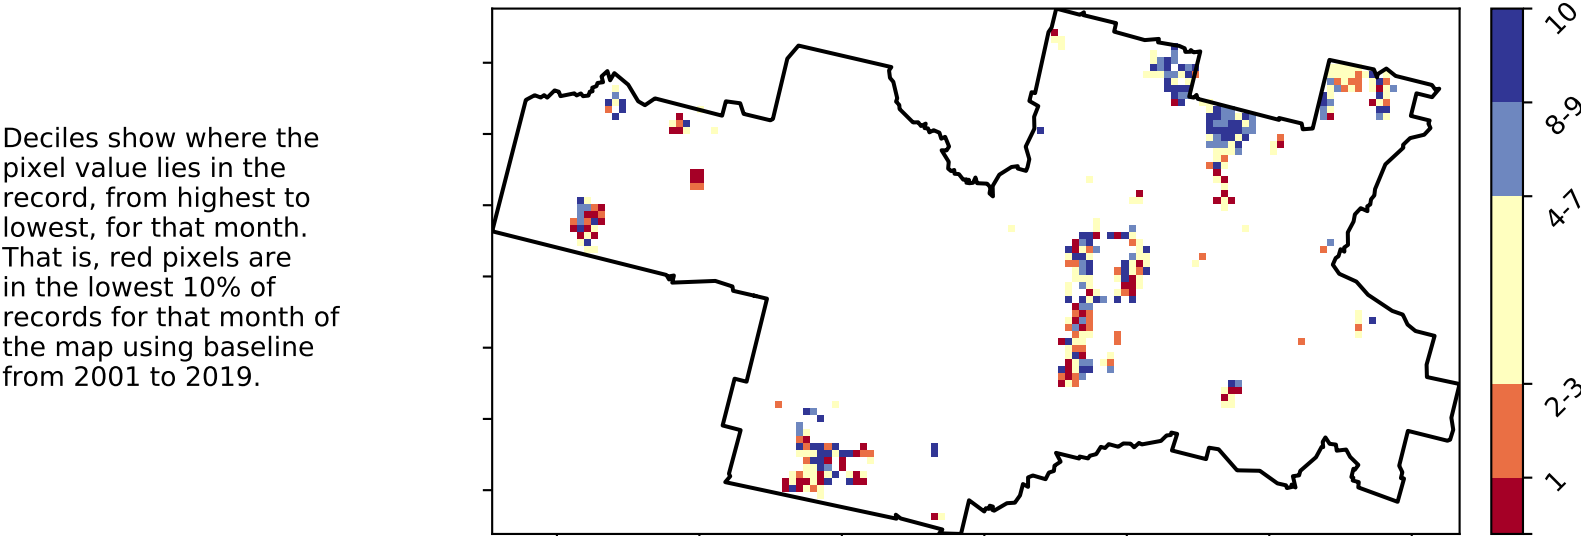 Deciles show where the
pixel value lies in the
record, from highest to
lowest, for that month.
That is, red pixels are
in the lowest 10% of
records for that month of
the map using baseline
from 2001 to 2019.
10
8-9
4-7
2-3
1